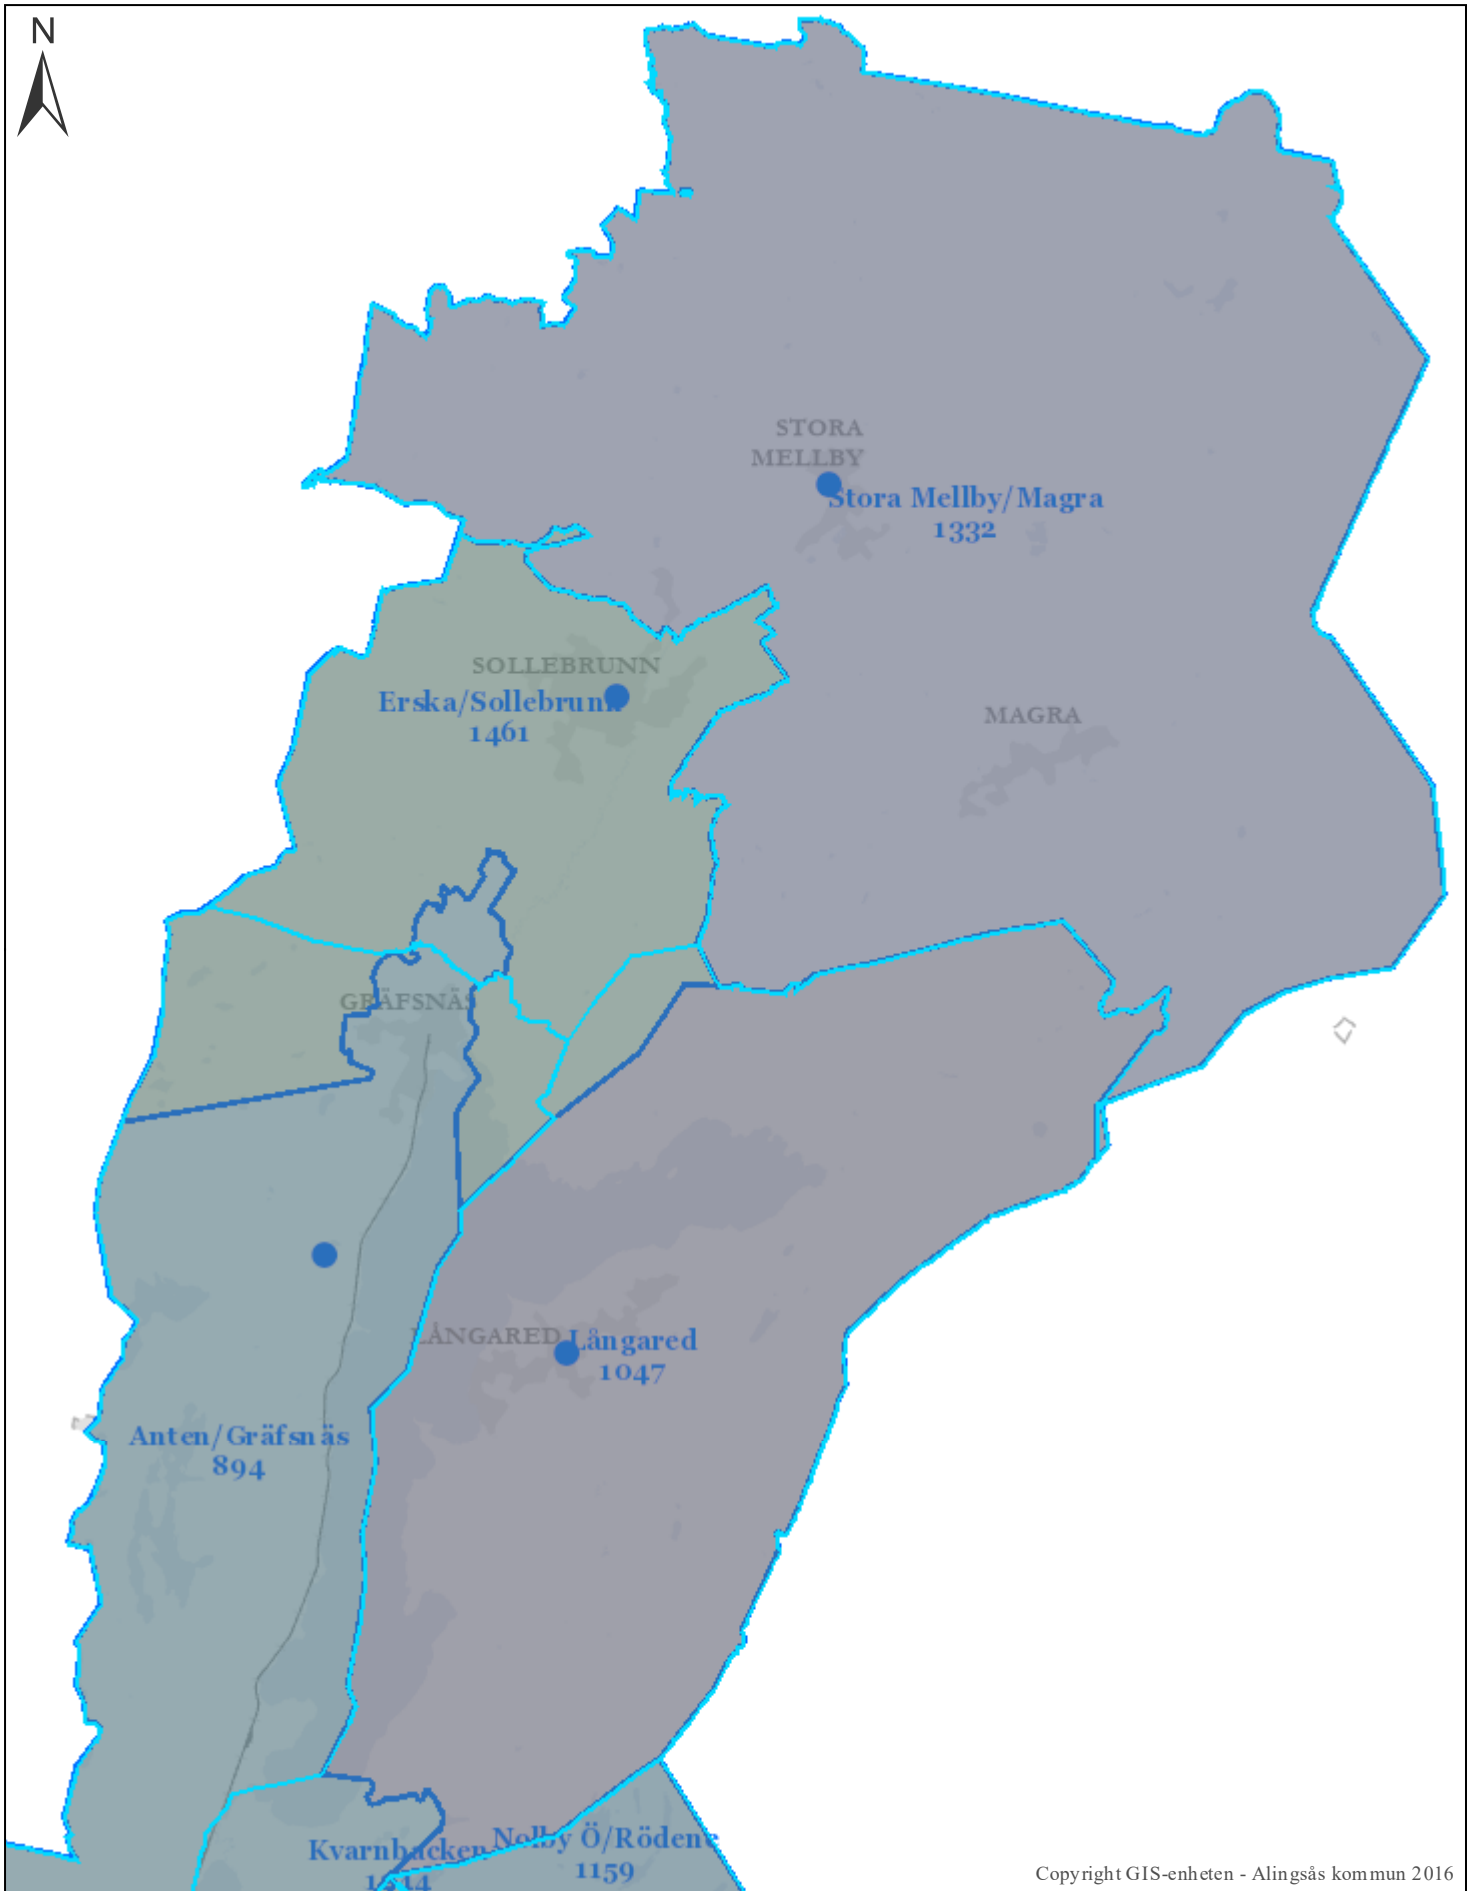 N
STORA
MELLBY
Stora Mellby/Magra
1332
SOLLEBRUNN
Erska/Sollebrunn
1461
MAGRA
GRÄFSNÄS
LÅNGARED
Långared
1047
Anten/Gräfsnäs
894
Kvarnbacken
Nolby Ö/Rödene
1159
Copyright GIS-enheten - Alingsås kommun 2016